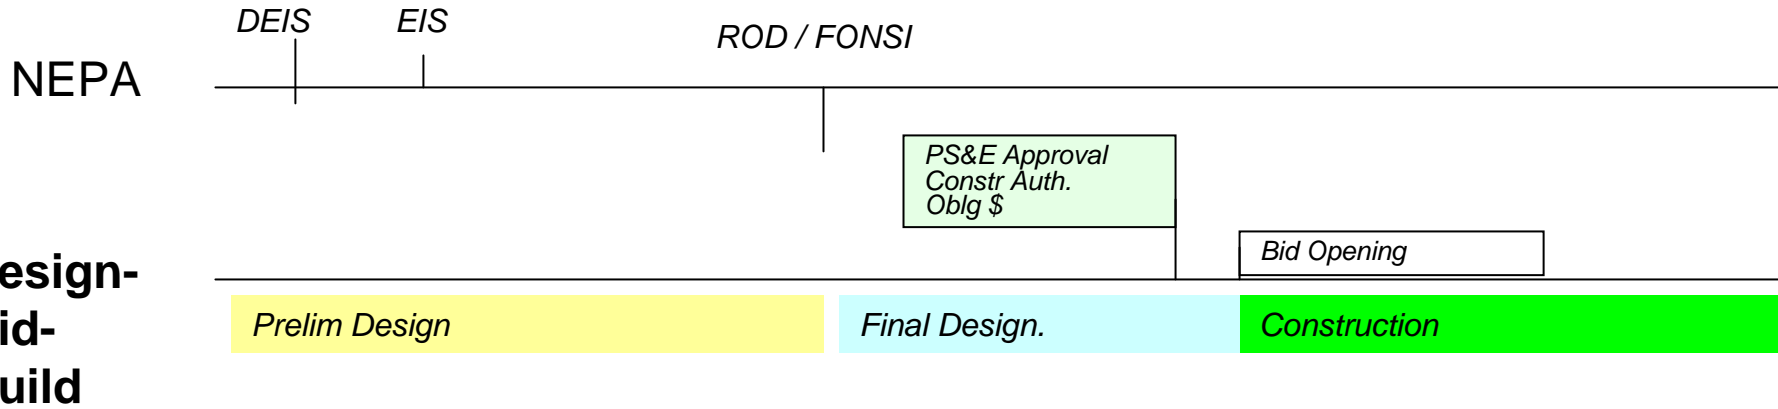 DEIS
EIS
ROD / FONSI
NEPA
PS&E Approval
Constr Auth.
Oblg $
Bid Opening
esign-
id-
uild
Prelim Design
Final Design.
Construction